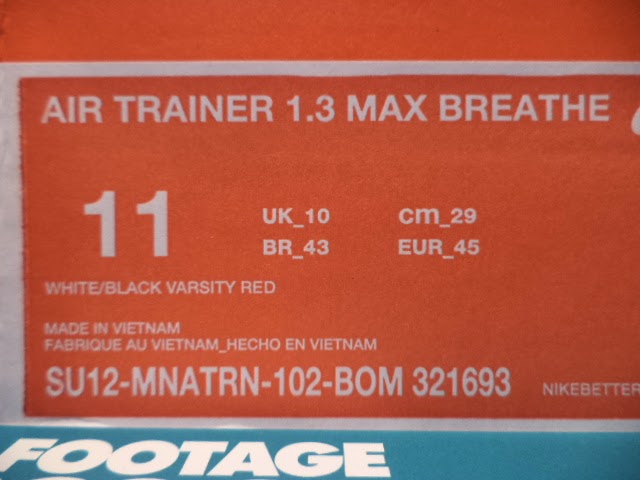 AIR TRAINER 1.3 MAX BREATHE
11
UK_10 cm_29
BR_43 EUR_45
WHITE/BLACK VARSITY RED
MADE IN VIETNAM
FABRIQUE AU VIETNAM_HECHO EN VIETNAM
SU12-MNATRN-102-BOM 321693 NIKEBETTER
FOOTAGE